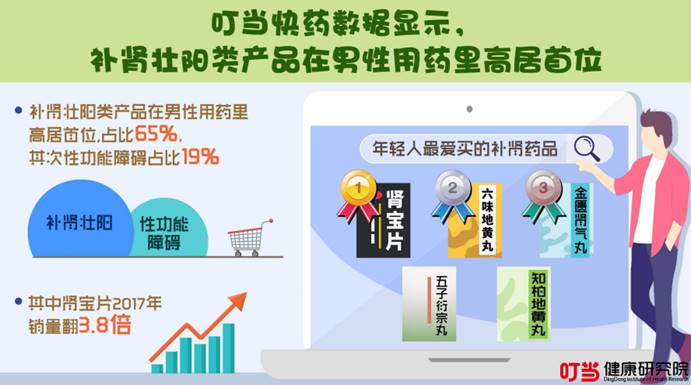 叮当快药数据显示，
补肾壮阳类产品在男性用药里高居首位
补肾壮阳类产品在男性用药里
高居首位,占比65%,
其次性功能障碍占比19%
补肾壮阳
性功能
障碍
其中肾宝片2017年
销量翻3.8倍
年轻人最爱买的补肾药品
1
肾宝片
2
六味地黄丸
3
金匮肾气丸
五子衍宗丸
知柏地黄丸
叮当 健康研究院
DingDang Institute of Health Research